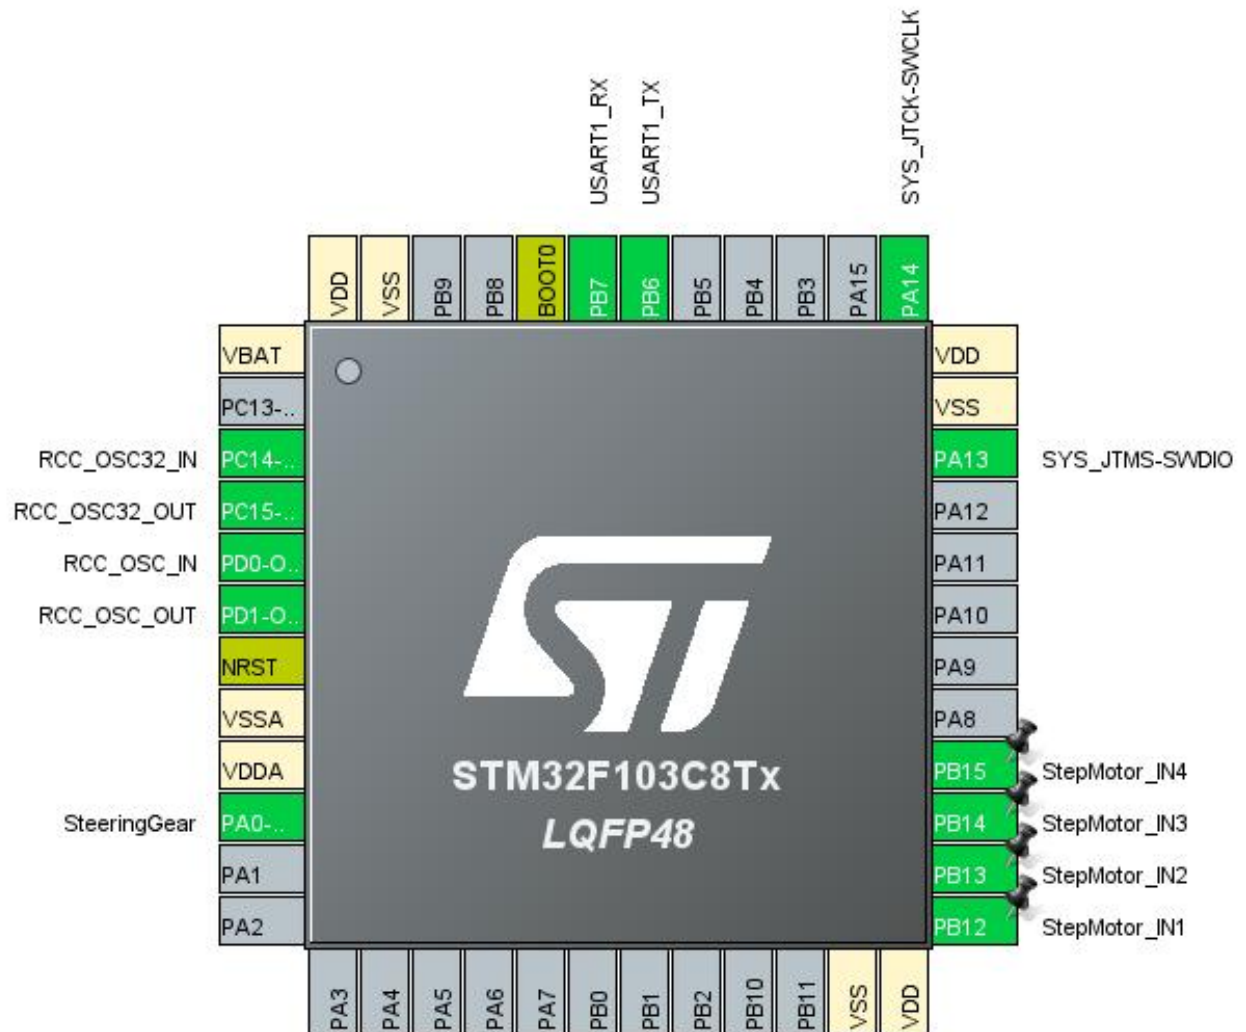 USART1_RX
USART1_TX
SYS_JTCK-SWCLK
VDD
VSS
PB9
PB8
BOOT0
PB7
PB6
PB5
PB4
PB3
PA15
PA14
VBAT
PC13-..
RCC_OSC32_IN PC14-..
RCC_OSC32_OUT PC15-..
RCC_OSC_IN PD0-O..
RCC_OSC_OUT PD1-O..
NRST
VSSA
VDDA
SteeringGear PA0-..
PA1
PA2
VDD
VSS
PA13 SYS_JTMS-SWDIO
PA12
PA11
PA10
PA9
PA8
PB15 StepMotor_IN4
PB14 StepMotor_IN3
PB13 StepMotor_IN2
PB12 StepMotor_IN1
ST
STM32F103C8Tx
LQFP48
PA3
PA4
PA5
PA6
PA7
PB0
PB1
PB2
PB10
PB11
VSS
VDD